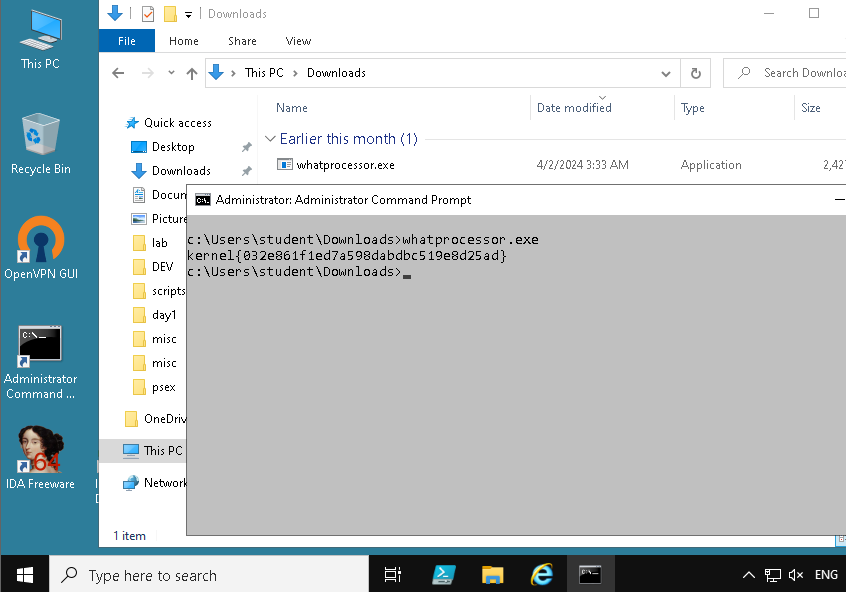 This PC
Recycle Bin
OpenVPN GUI
Administrator
Command ...
64
IDA Freeware
Downloads
File
Home
Share
View
This PC
Downloads
Search Downloa
Name
Date modified
Type
Size
Quick access
Desktop
Downloads
Docum
Picture
lab
DEV
scripts
day1
misc
misc
psex
OneDriv
This PC
Network
1 item
Earlier this month (1)
whatprocessor.exe
4/2/2024 3:33 AM
Application
2,427
Administrator: Administrator Command Prompt
c:\Users\student\Downloads>whatprocessor.exe
kernel{032e861f1ed7a598dabdbc519e8d25ad}
c:\Users\student\Downloads>
Type here to search
ENG